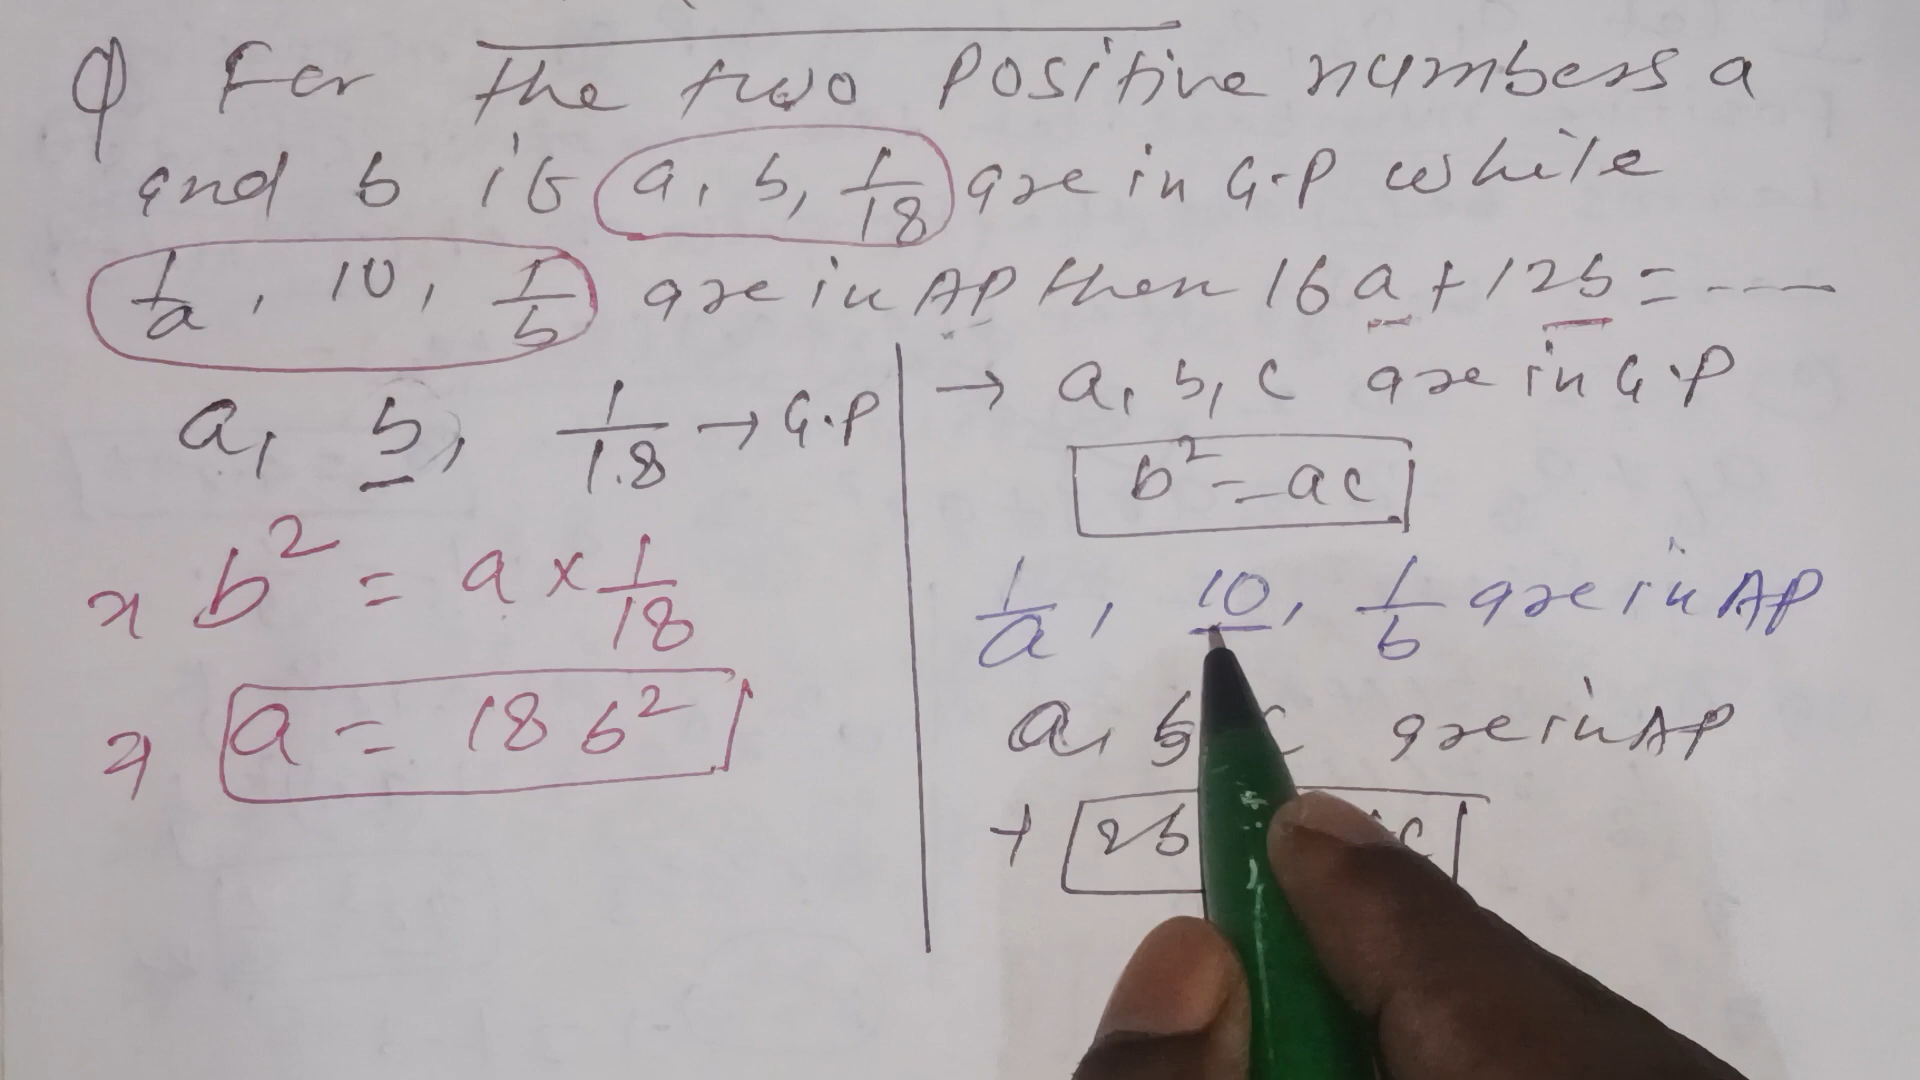 Q For the two positive numbers a
and b if a, b, 1/18 are in G.P while
1/a, 10, 1/b are in AP then 16a + 12b = -----
a, b, 1/18 → G.P
⇒ b² = a × 1/18
⇒ a = 18 b²
→ a, b, c are in G.P
b² = ac
1/a, 10, 1/b are in AP
a, b, c are in AP
→ 2b c